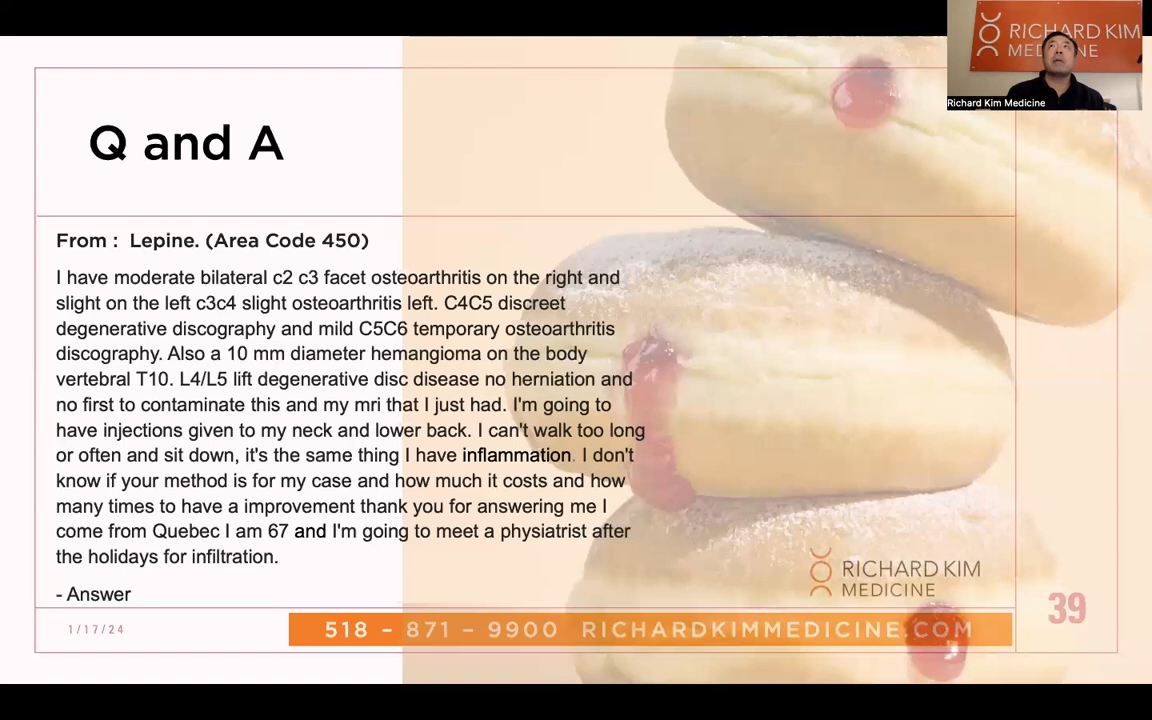 RICHARD KIM
MEDICINE
Richard Kim Medicine
Q and A
From : Lepine. (Area Code 450)
I have moderate bilateral c2 c3 facet osteoarthritis on the right and
slight on the left c3c4 slight osteoarthritis left. C4C5 discreet
degenerative discography and mild C5C6 temporary osteoarthritis
discography. Also a 10 mm diameter hemangioma on the body
vertebral T10. L4/L5 lift degenerative disc disease no herniation and
no first to contaminate this and my mri that I just had. I'm going to
have injections given to my neck and lower back. I can't walk too long
or often and sit down, it's the same thing I have inflammation. I don't
know if your method is for my case and how much it costs and how
many times to have a improvement thank you for answering me I
come from Quebec I am 67 and I'm going to meet a physiatrist after
the holidays for infiltration.
- Answer
RICHARD KIM
MEDICINE
39
1/17/24
518 - 871 - 9900 RICHARDKIMMEDICINE.COM